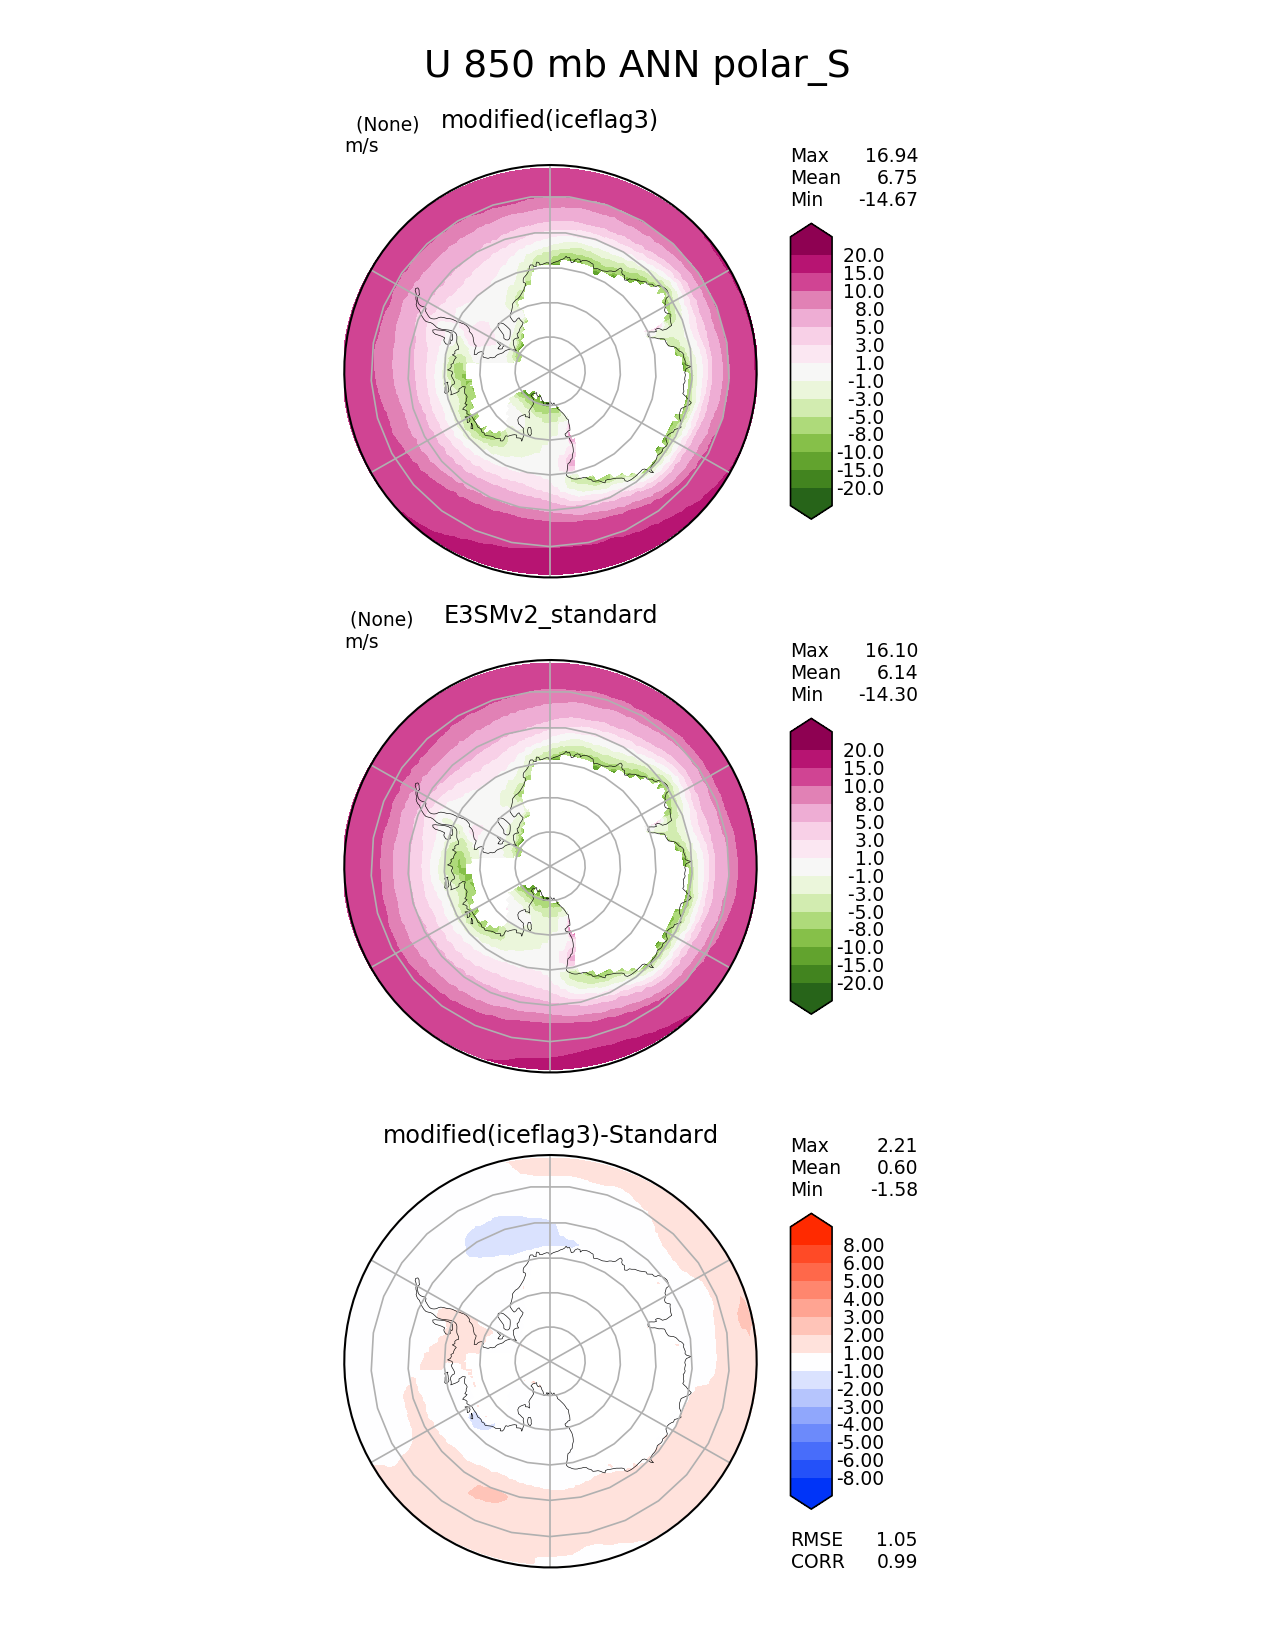 U 850 mb ANN polar_S
(None)
modified(iceflag3)
m/s
Max 16.94
Mean 6.75
Min -14.67
20.0
15.0
10.0
8.0
5.0
3.0
1.0
-1.0
-3.0
-5.0
-8.0
-10.0
-15.0
-20.0
(None)
E3SMv2_standard
m/s
Max 16.10
Mean 6.14
Min -14.30
20.0
15.0
10.0
8.0
5.0
3.0
1.0
-1.0
-3.0
-5.0
-8.0
-10.0
-15.0
-20.0
modified(iceflag3)-Standard
Max 2.21
Mean 0.60
Min -1.58
8.00
6.00
5.00
4.00
3.00
2.00
1.00
-1.00
-2.00
-3.00
-4.00
-5.00
-6.00
-8.00
RMSE 1.05
CORR 0.99